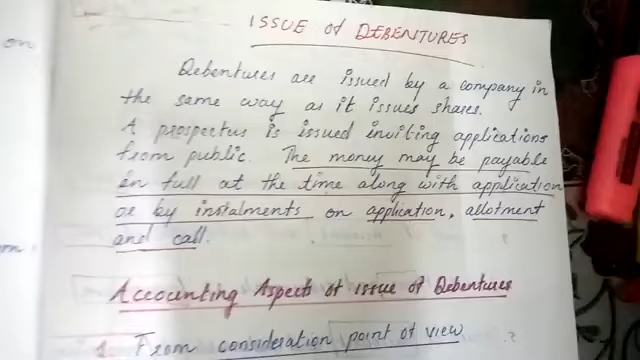 on
ISSUE of DEBENTURES
Debentures are issued by a company in
the same way as it issues shares.
A prospectus is issued inviting applications
from public. The money may be payable
in full at the time along with application
or by instalments on application, allotment
and call.
Accounting Aspects of issue of Debentures
1. From consideration point of view